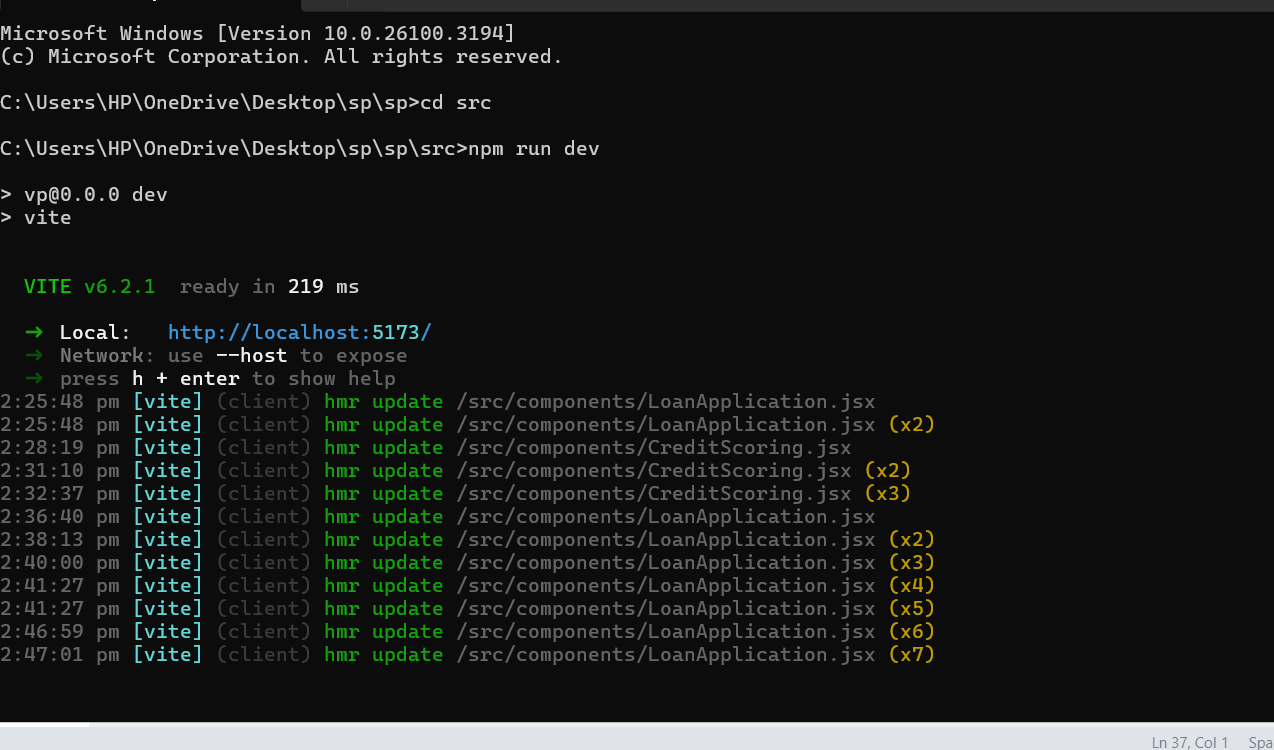 Microsoft Windows [Version 10.0.26100.3194]
(c) Microsoft Corporation. All rights reserved.
C:\Users\HP\OneDrive\Desktop\sp\sp>cd src
C:\Users\HP\OneDrive\Desktop\sp\sp\src>npm run dev
> vp@0.0.0 dev
> vite
VITE v6.2.1  ready in 219 ms
➜  Local:   http://localhost:5173/
➜  Network: use --host to expose
➜  press h + enter to show help
2:25:48 pm [vite] (client) hmr update /src/components/LoanApplication.jsx
2:25:48 pm [vite] (client) hmr update /src/components/LoanApplication.jsx (x2)
2:28:19 pm [vite] (client) hmr update /src/components/CreditScoring.jsx
2:31:10 pm [vite] (client) hmr update /src/components/CreditScoring.jsx (x2)
2:32:37 pm [vite] (client) hmr update /src/components/CreditScoring.jsx (x3)
2:36:40 pm [vite] (client) hmr update /src/components/LoanApplication.jsx
2:38:13 pm [vite] (client) hmr update /src/components/LoanApplication.jsx (x2)
2:40:00 pm [vite] (client) hmr update /src/components/LoanApplication.jsx (x3)
2:41:27 pm [vite] (client) hmr update /src/components/LoanApplication.jsx (x4)
2:41:27 pm [vite] (client) hmr update /src/components/LoanApplication.jsx (x5)
2:46:59 pm [vite] (client) hmr update /src/components/LoanApplication.jsx (x6)
2:47:01 pm [vite] (client) hmr update /src/components/LoanApplication.jsx (x7)
Ln 37, Col 1 Spa